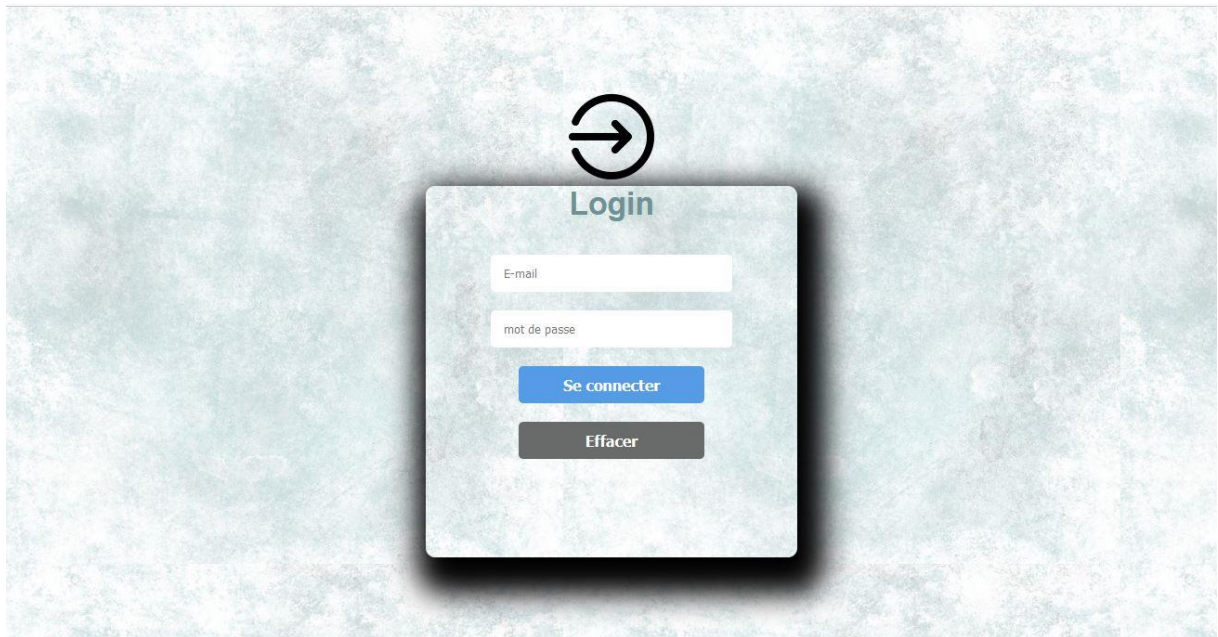 Login
E-mail
mot de passe
Se connecter
Effacer